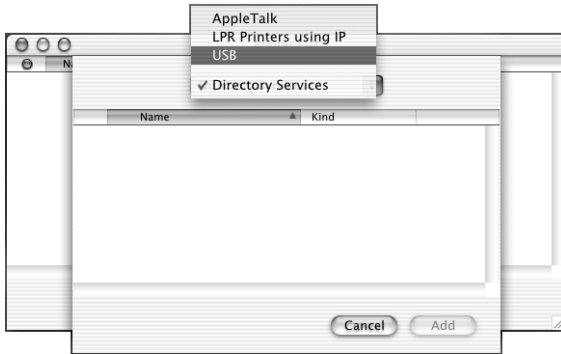 AppleTalk
LPR Printers using IP
USB
✓ Directory Services
Name Kind
Cancel Add